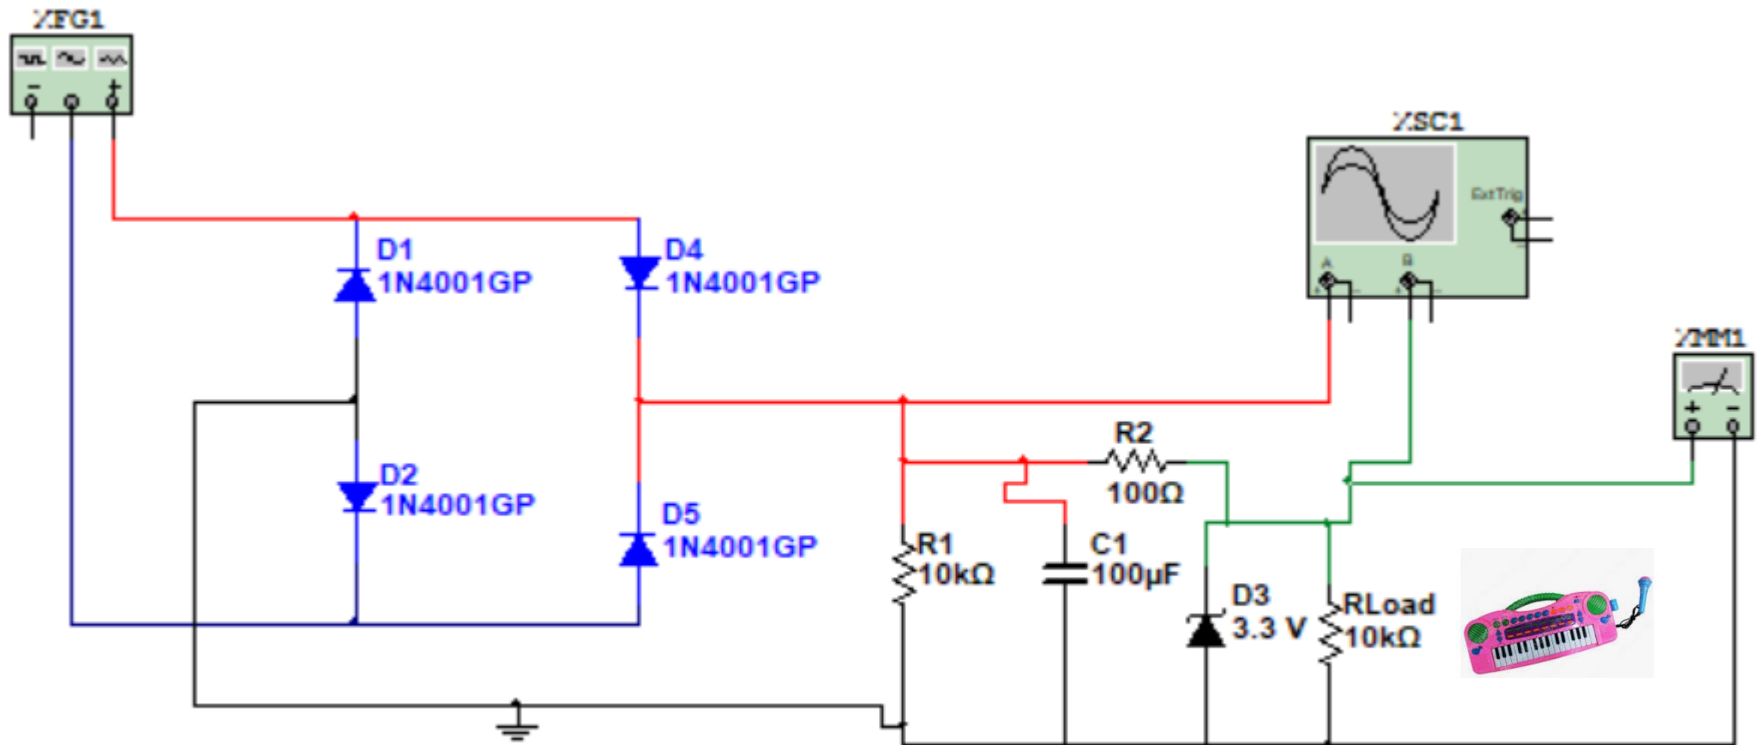 XFG1
XSC1
Ext Trig
A
B
XMM1
D1
1N4001GP
D4
1N4001GP
D2
1N4001GP
D5
1N4001GP
R2
100Ω
R1
10kΩ
C1
100µF
D3
3.3 V
RLoad
10kΩ